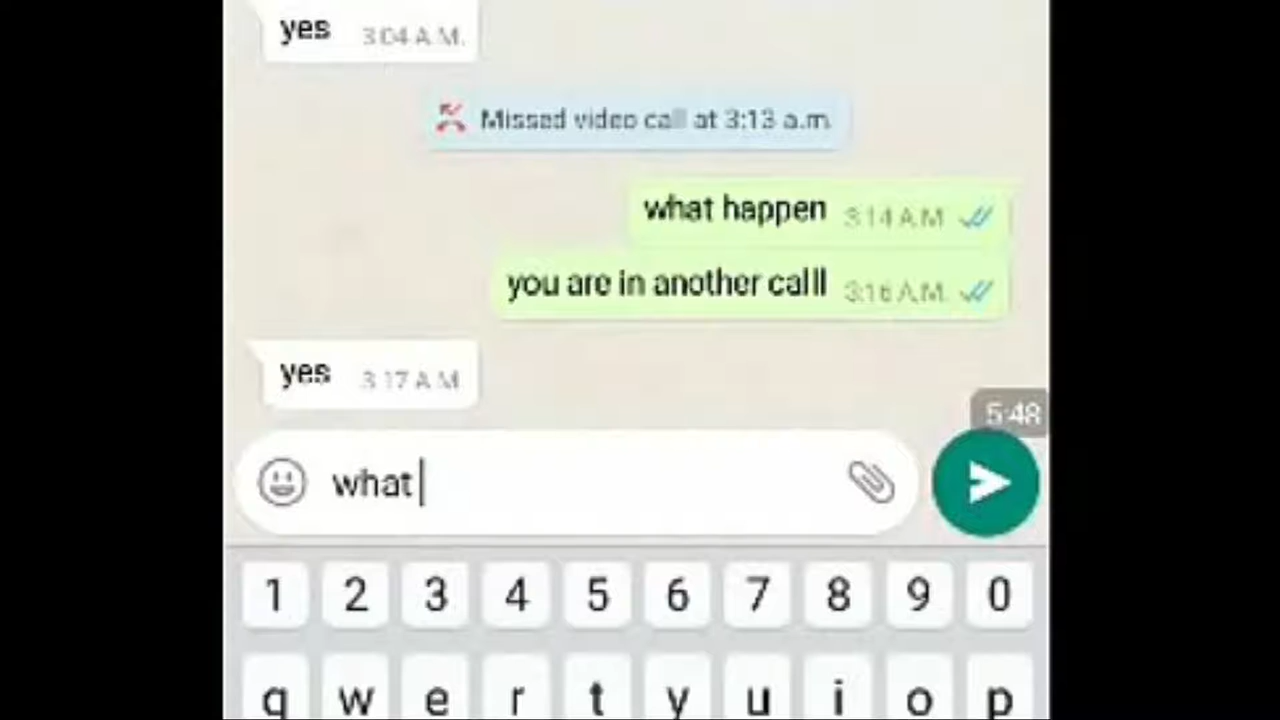 yes 3:04 A.M.
Missed video call at 3:13 a.m.
what happen 3:14 A.M.
you are in another calll 3:16 A.M.
yes 3:17 A.M.
5:48
what
1 2 3 4 5 6 7 8 9 0
q w e r t y u i o p